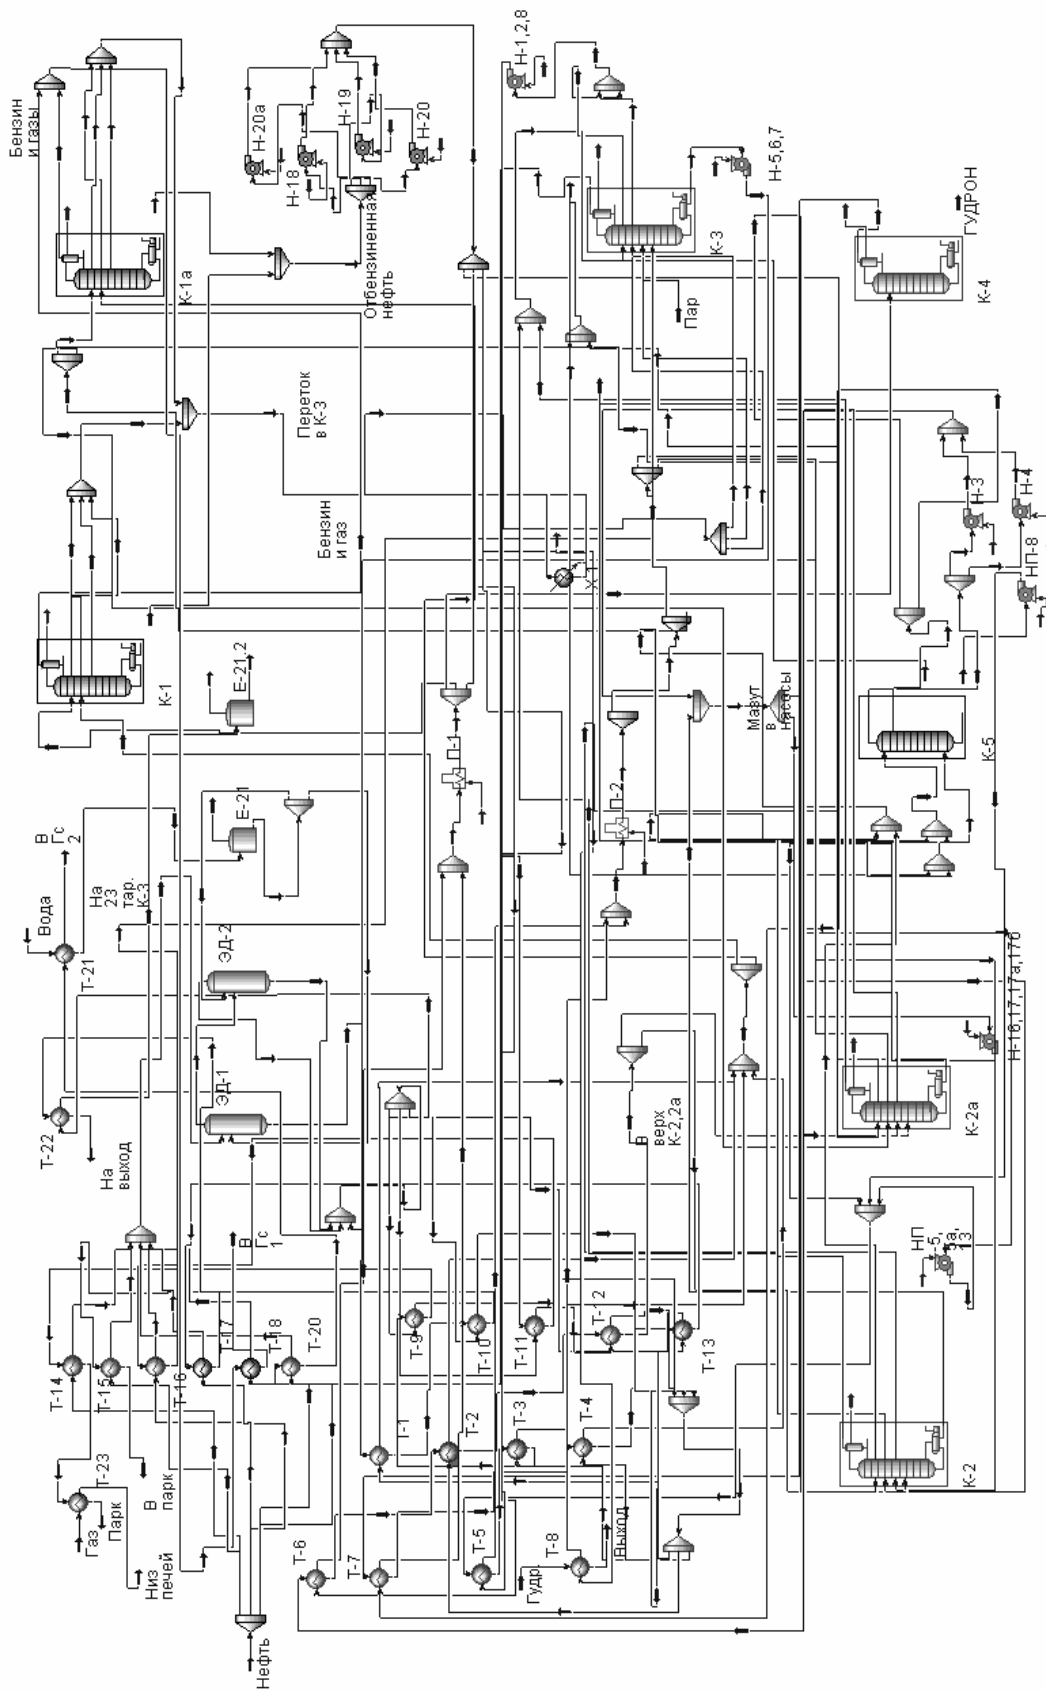 Бензин
и газы
Н-20а
Н-18
Н-19
Н-20
Н-1,2,8
Н-5,6,7
К-1а
К-3
К-4
ГУДРОН
Отбензиненная
нефть
Пар
Переток
в К-3
Бензин
и газ
Х-1
Н-3
Н-4
НП-8
К-1
Е-21.2
Е-21
П-1
П-2
Мазут
в
насосы
К-5
Вода
В
Гс
2
На
23
тар.
К-3
Т-21
ЭД-2
ЭД-1
Т-22
На
выход
В
верх
К-2,2а
К-2а
Н-16,17,17а,17б
Т-14
Т-15
Т-16
Т-17
Т-18
Т-20
В
Гс
1
Т-9
Т-10
Т-11
Т-12
Т-13
НП
-5,
5а,
13
Т-23
Газ
Парк
В
парк
Низ
печей
Т-1
Т-2
Т-3
Т-4
Т-6
Т-7
Т-5
Т-8
Гудр.
Выход
К-2
Нефть